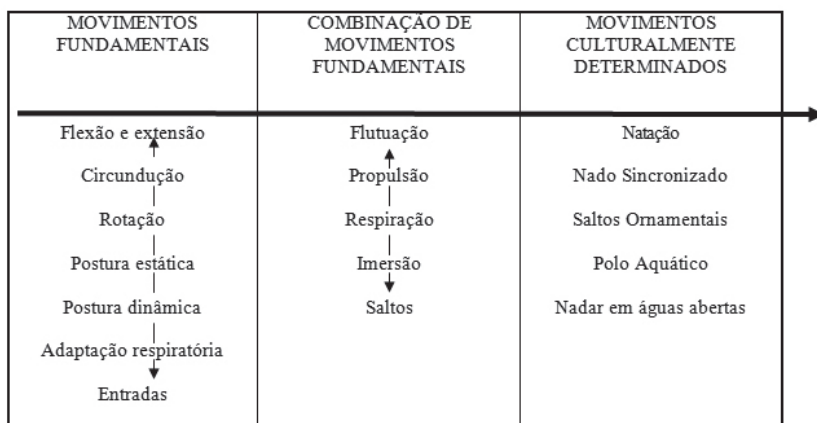 MOVIMENTOS
FUNDAMENTAIS
COMBINAÇÃO DE
MOVIMENTOS
FUNDAMENTAIS
MOVIMENTOS
CULTURALMENTE
DETERMINADOS
Flexão e extensão
Circundução
Rotação
Postura estática
Postura dinâmica
Adaptação respiratória
Entradas
Flutuação
Propulsão
Respiração
Imersão
Saltos
Natação
Nado Sincronizado
Saltos Ornamentais
Polo Aquático
Nadar em águas abertas